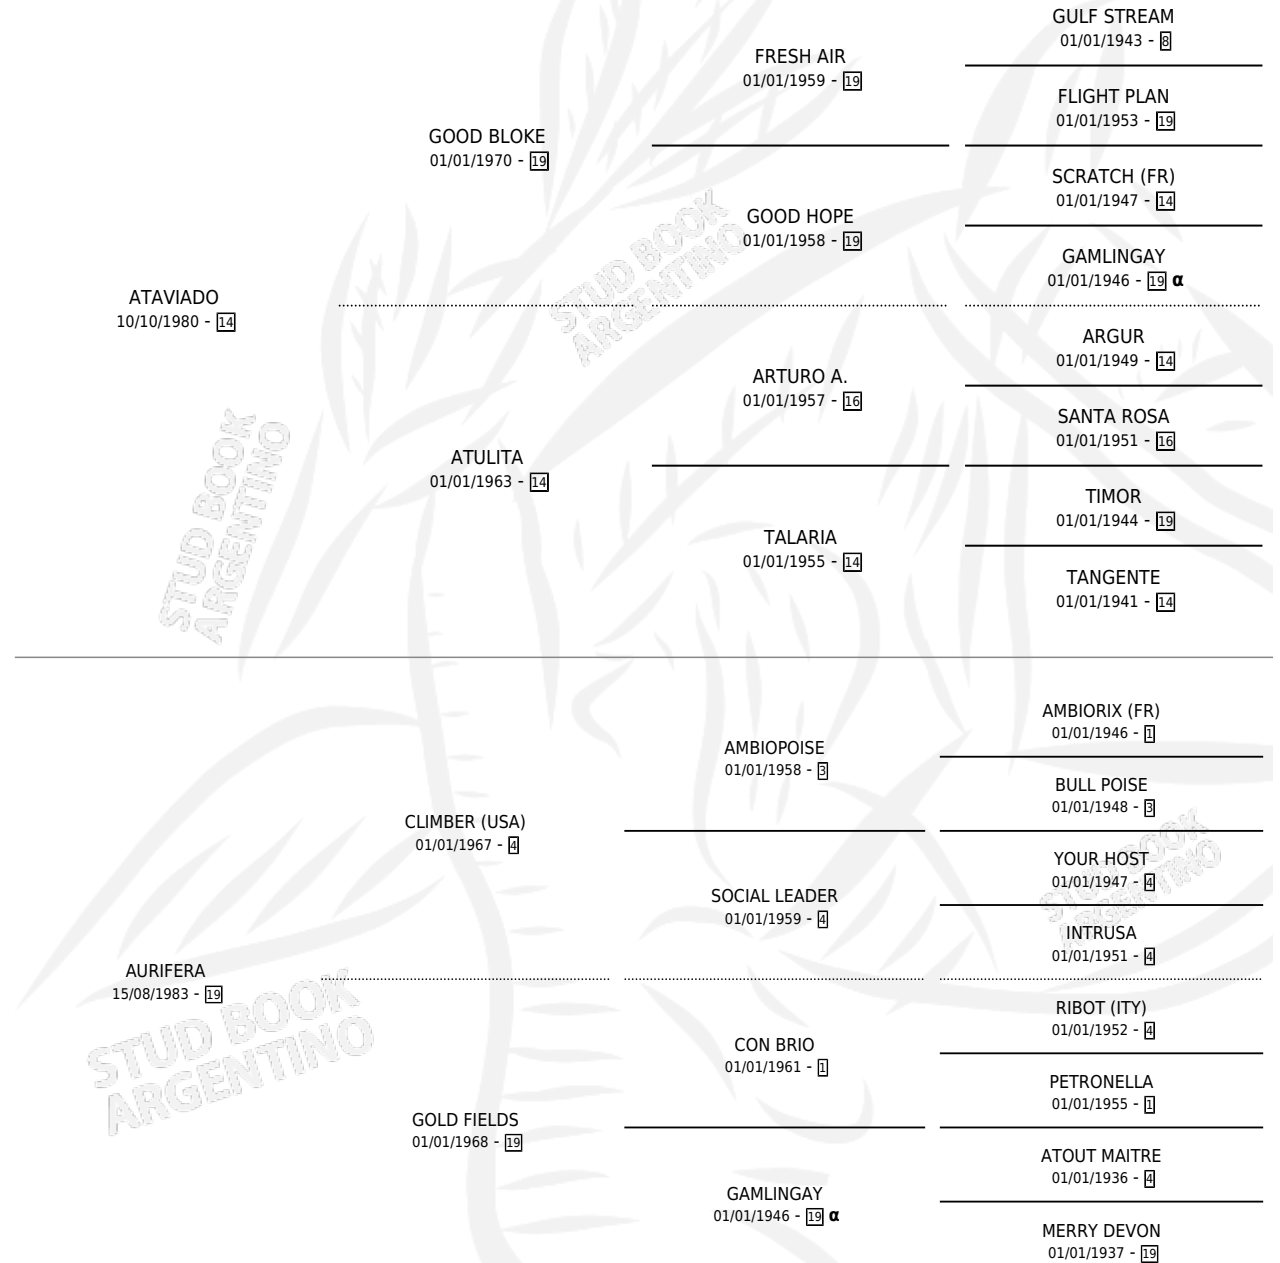 GULF STREAM
01/01/1943 - 8
FRESH AIR
01/01/1959 - 19
FLIGHT PLAN
01/01/1953 - 19
GOOD BLOKE
01/01/1970 - 19
SCRATCH (FR)
01/01/1947 - 14
GOOD HOPE
01/01/1958 - 19
GAMLINGAY
01/01/1946 - 19 α
ATAVIADO
10/10/1980 - 14
ARGUR
01/01/1949 - 14
ARTURO A.
01/01/1957 - 16
SANTA ROSA
01/01/1951 - 16
ATULITA
01/01/1963 - 14
TIMOR
01/01/1944 - 19
TALARIA
01/01/1955 - 14
TANGENTE
01/01/1941 - 14
STUD BOOK
ARGENTINO
STUD BOOK
ARGENTINO
AMBIORIX (FR)
01/01/1946 - 1
AMBIOPOISE
01/01/1958 - 3
BULL POISE
01/01/1948 - 3
CLIMBER (USA)
01/01/1967 - 4
YOUR HOST
01/01/1947 - 4
SOCIAL LEADER
01/01/1959 - 4
INTRUSA
01/01/1951 - 4
STUD BOOK
ARGENTINO
AURIFERA
15/08/1983 - 19
RIBOT (ITY)
01/01/1952 - 4
CON BRIO
01/01/1961 - 1
PETRONELLA
01/01/1955 - 1
GOLD FIELDS
01/01/1968 - 19
ATOUT MAITRE
01/01/1936 - 4
GAMLINGAY
01/01/1946 - 19 α
MERRY DEVON
01/01/1937 - 19
STUD BOOK
ARGENTINO